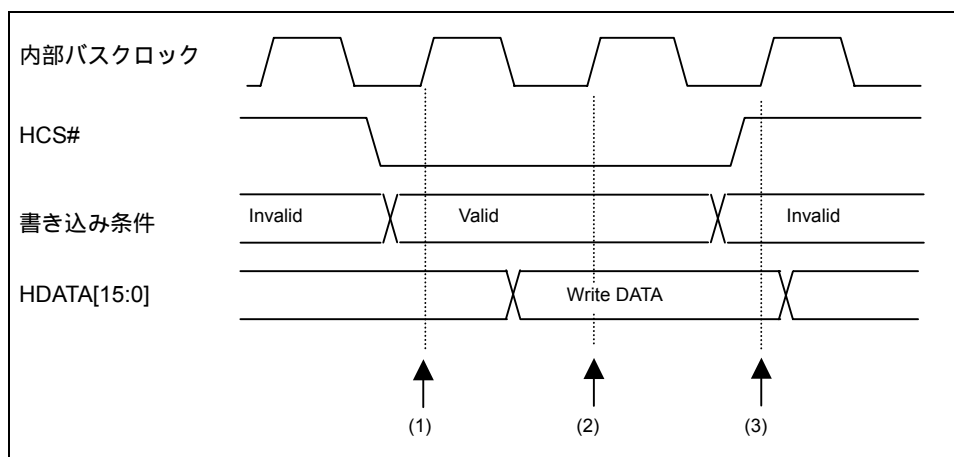 内部バスクロック
HCS#
書き込み条件
Invalid
Valid
Invalid
HDATA[15:0]
Write DATA
(1)
(2)
(3)